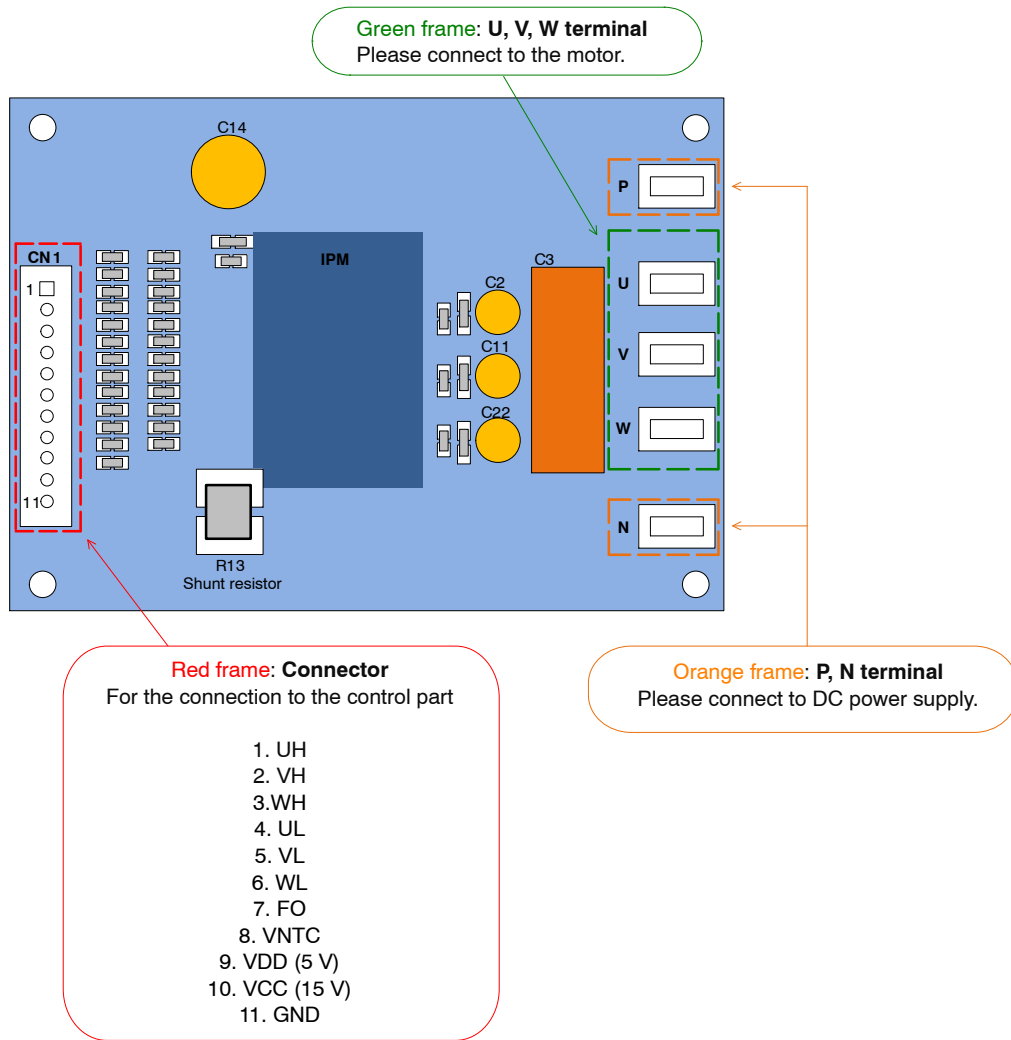 Green frame: U, V, W terminal
Please connect to the motor.
C14
P
CN1
IPM
C3
1
C2
U
C11
V
C22
W
11
N
R13
Shunt resistor
Red frame: Connector
For the connection to the control part
1. UH
2. VH
3.WH
4. UL
5. VL
6. WL
7. FO
8. VNTC
9. VDD (5 V)
10. VCC (15 V)
11. GND
Orange frame: P, N terminal
Please connect to DC power supply.